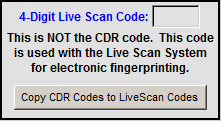 4-Digit Live Scan Code:
This is NOT the CDR code.  This code
is used with the Live Scan System
for electronic fingerprinting.
Copy CDR Codes to LiveScan Codes